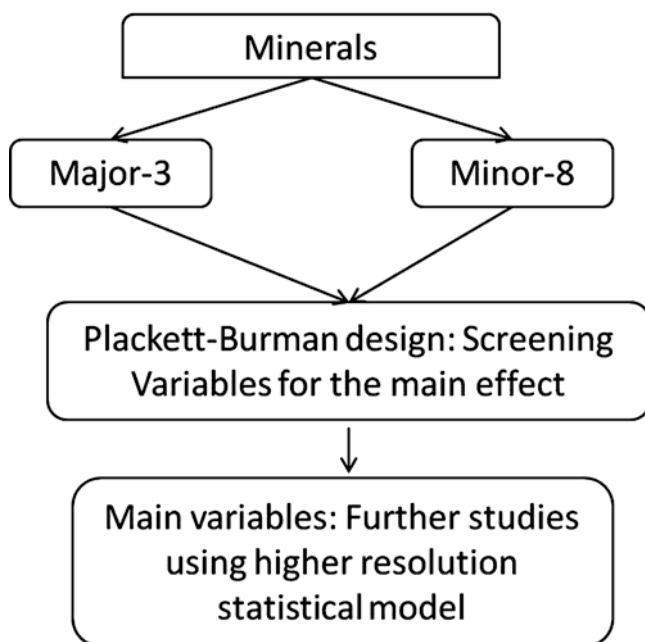 Minerals
Major-3
Minor-8
Plackett-Burman design: Screening
Variables for the main effect
Main variables: Further studies
using higher resolution
statistical model